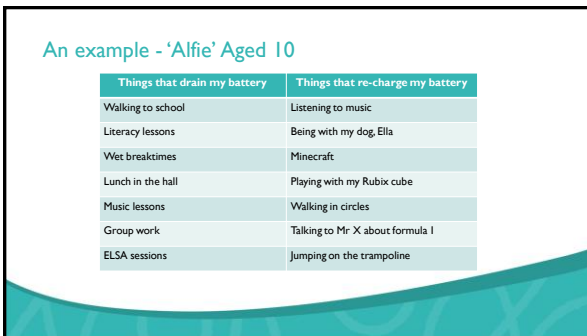 An example - ‘Alfie’ Aged 10
Things that drain my battery Things that re-charge my battery
Walking to school Listening to music
Literacy lessons Being with my dog, Ella
Wet breaktimes Minecraft
Lunch in the hall Playing with my Rubix cube
Music lessons Walking in circles
Group work Talking to Mr X about formula 1
ELSA sessions Jumping on the trampoline